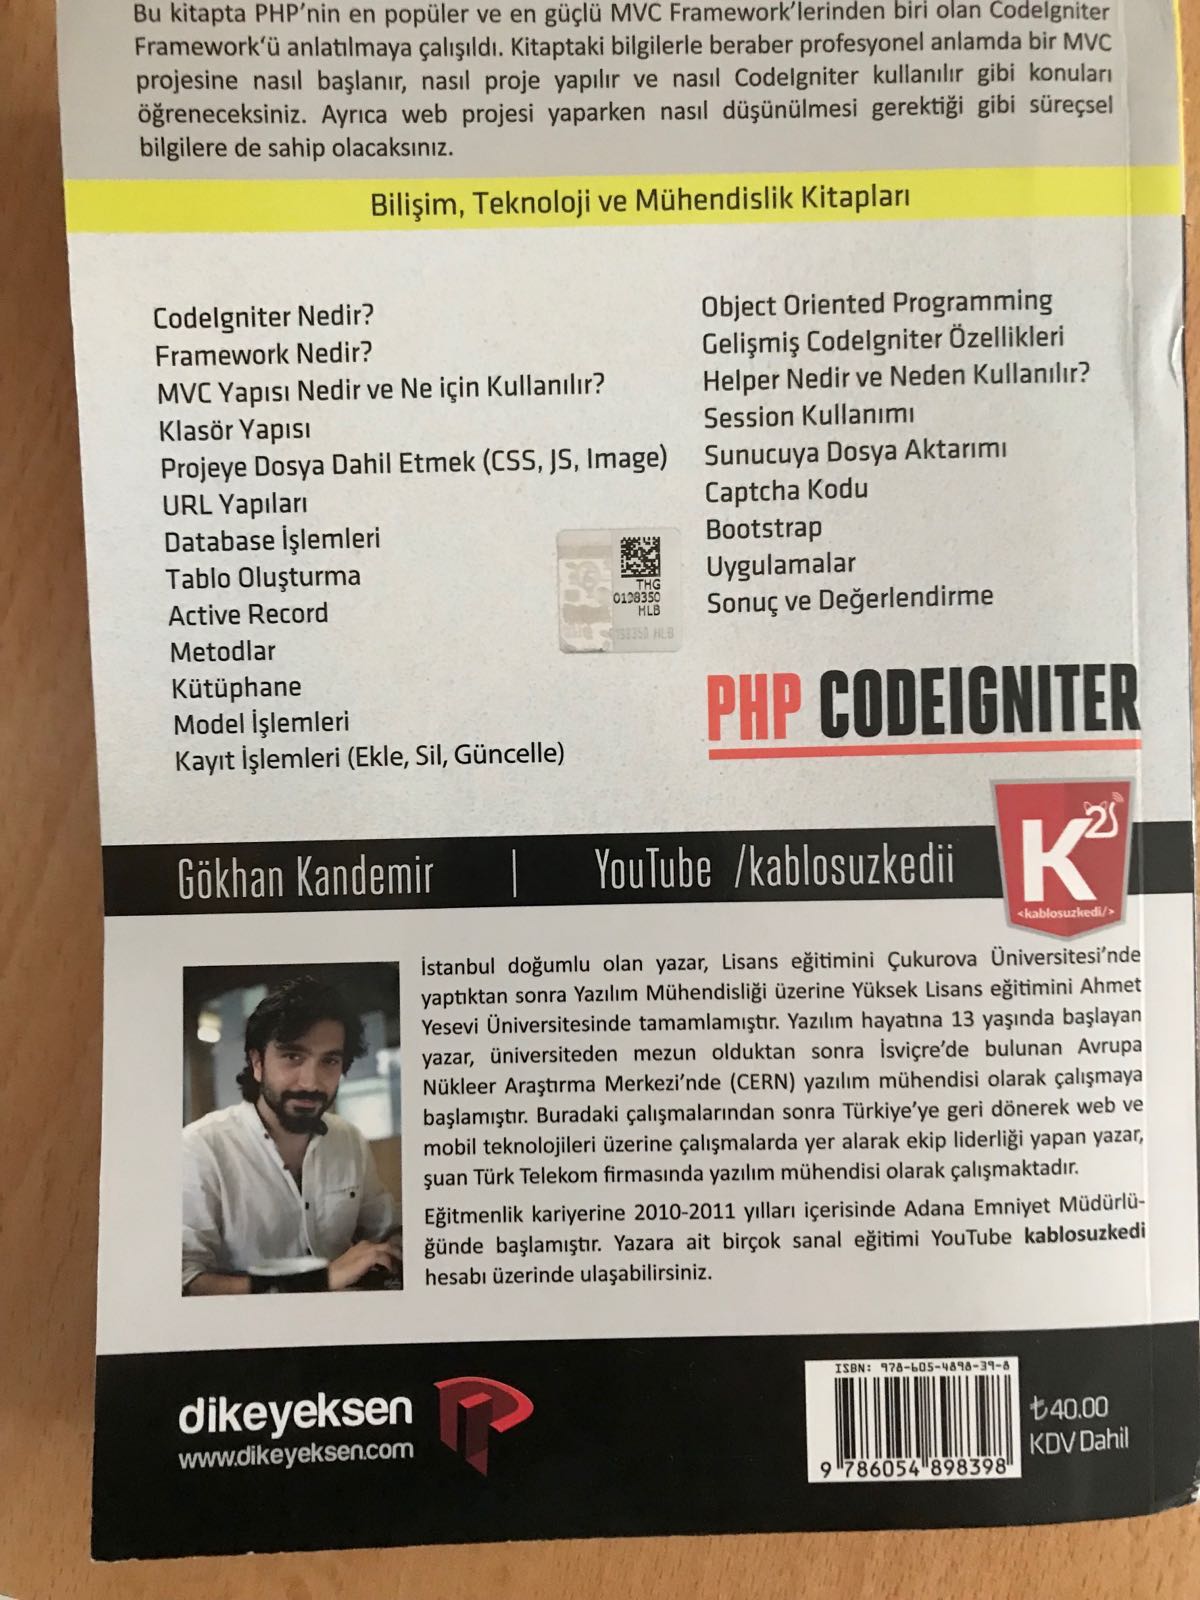 Bu kitapta PHP'nin en popüler ve en güçlü MVC Framework'lerinden biri olan CodeIgniter
Framework'ü anlatılmaya çalışıldı. Kitaptaki bilgilerle beraber profesyonel anlamda bir MVC
projesine nasıl başlanır, nasıl proje yapılır ve nasıl CodeIgniter kullanılır gibi konuları
öğreneceksiniz. Ayrıca web projesi yaparken nasıl düşünülmesi gerektiği gibi süreçsel
bilgilere de sahip olacaksınız.
Bilişim, Teknoloji ve Mühendislik Kitapları
CodeIgniter Nedir?
Framework Nedir?
MVC Yapısı Nedir ve Ne için Kullanılır?
Klasör Yapısı
Projeye Dosya Dahil Etmek (CSS, JS, Image)
URL Yapıları
Database İşlemleri
Tablo Oluşturma
Active Record
Metodlar
Kütüphane
Model İşlemleri
Kayıt İşlemleri (Ekle, Sil, Güncelle)
Object Oriented Programming
Gelişmiş CodeIgniter Özellikleri
Helper Nedir ve Neden Kullanılır?
Session Kullanımı
Sunucuya Dosya Aktarımı
Captcha Kodu
Bootstrap
Uygulamalar
Sonuç ve Değerlendirme
THG
0198350
HLB
PHP CODEIGNITER
K2
<kablosuzkedi/>
Gökhan Kandemir | YouTube /kablosuzkedii
İstanbul doğumlu olan yazar, Lisans eğitimini Çukurova Üniversitesi'nde
yaptıktan sonra Yazılım Mühendisliği üzerine Yüksek Lisans eğitimini Ahmet
Yesevi Üniversitesinde tamamlamıştır. Yazılım hayatına 13 yaşında başlayan
yazar, üniversiteden mezun olduktan sonra İsviçre'de bulunan Avrupa
Nükleer Araştırma Merkezi'nde (CERN) yazılım mühendisi olarak çalışmaya
başlamıştır. Buradaki çalışmalarından sonra Türkiye'ye geri dönerek web ve
mobil teknolojileri üzerine çalışmalarda yer alarak ekip liderliği yapan yazar,
şuan Türk Telekom firmasında yazılım mühendisi olarak çalışmaktadır.
Eğitmenlik kariyerine 2010-2011 yılları içerisinde Adana Emniyet Müdürlü-
ğünde başlamıştır. Yazara ait birçok sanal eğitimi YouTube kablosuzkedi
hesabı üzerinde ulaşabilirsiniz.
dikeyeksen
www.dikeyeksen.com
ISBN: 978-605-4898-39-8
9 786054 898398
₺40.00
KDV Dahil